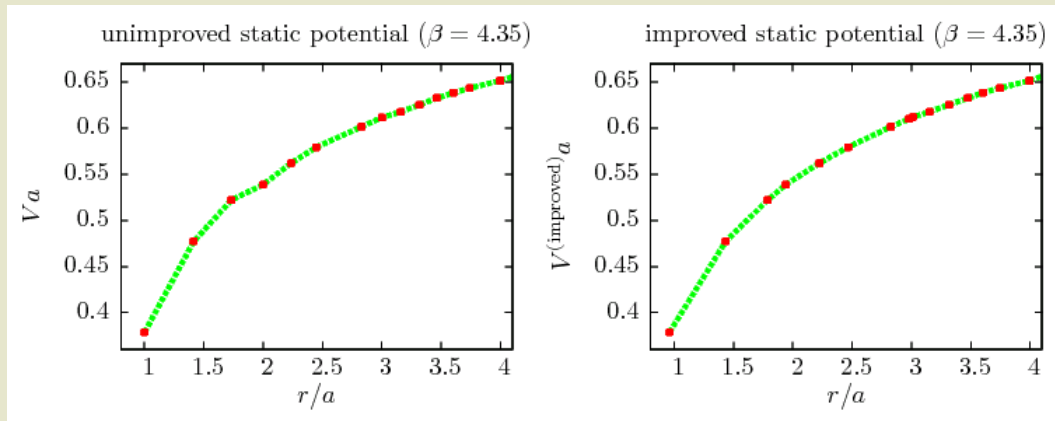 unimproved static potential (β = 4.35)
0.65
0.6
0.55
0.5
0.45
0.4
Va
1 1.5 2 2.5 3 3.5 4
r/a
improved static potential (β = 4.35)
0.65
0.6
0.55
0.5
0.45
0.4
V(improved)a
1 1.5 2 2.5 3 3.5 4
r/a